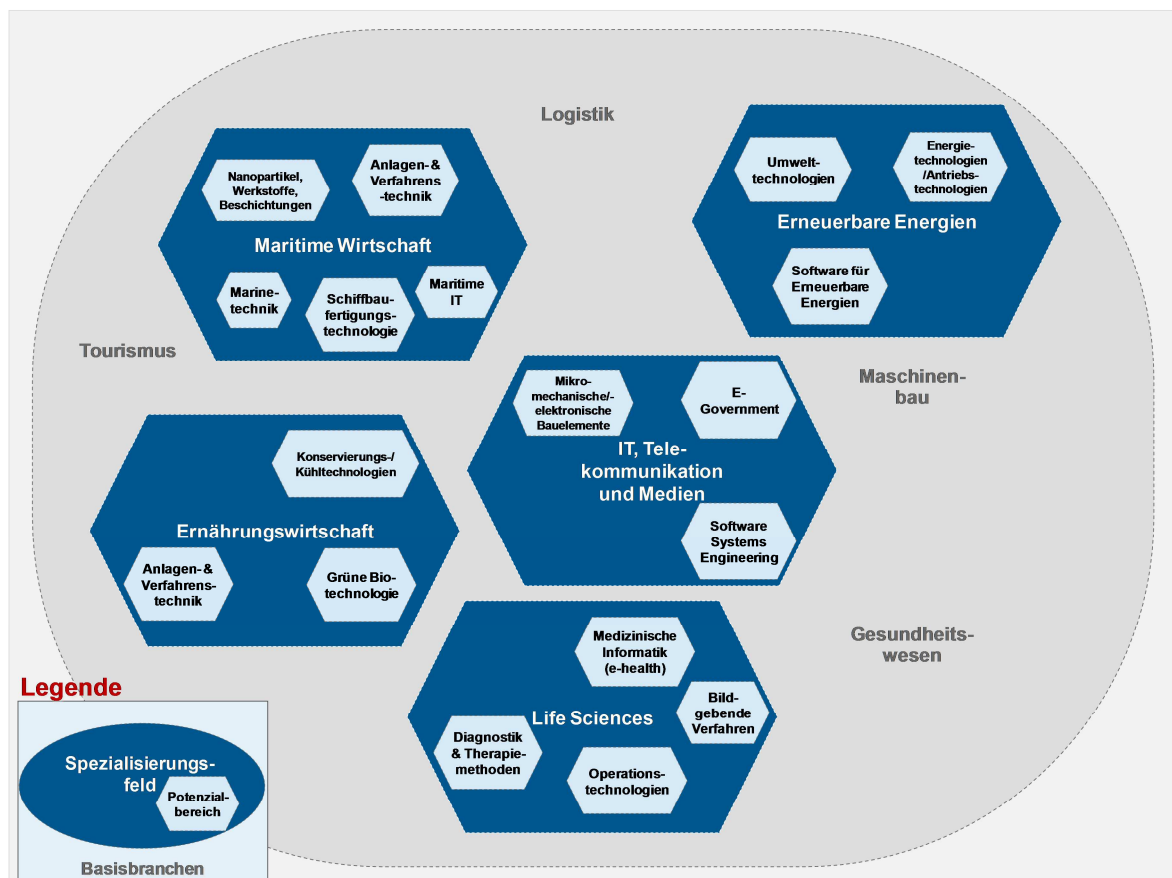 Logistik
Nanopartikel,
Werkstoffe,
Beschichtungen
Anlagen- &
Verfahrens
-technik
Maritime Wirtschaft
Marine-
technik
Schiffbau-
fertigungs-
technologie
Maritime
IT
Umwelt-
technologien
Energie-
technologien
/Antriebs-
technologien
Erneuerbare Energien
Software für
Erneuerbare
Energien
Tourismus
Maschinen-
bau
Mikro-
mechanische/-
elektronische
Bauelemente
E-
Government
IT, Tele-
kommunikation
und Medien
Software
Systems
Engineering
Konservierungs-/
Kühltechnologien
Ernährungswirtschaft
Anlagen- &
Verfahrens-
technik
Grüne Bio-
technologie
Gesundheits-
wesen
Medizinische
Informatik
(e-health)
Life Sciences
Bild-
gebende
Verfahren
Diagnostik
& Therapie-
methoden
Operations-
technologien
Legende
Spezialisierungs-
feld
Potenzial-
bereich
Basisbranchen